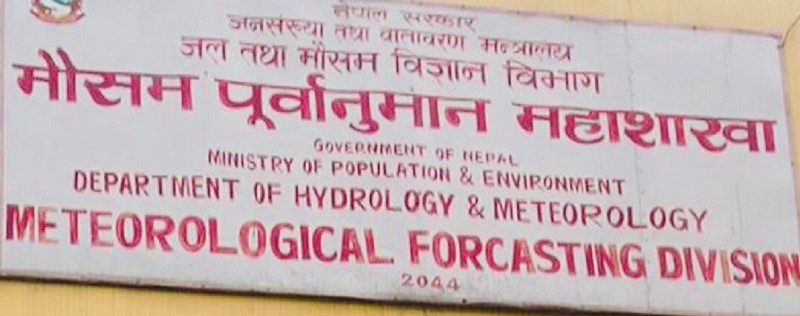 नेपाल सरकार
जनसंख्या तथा वातावरण मन्त्रालय
जल तथा मौसम विज्ञान विभाग
मौसम पूर्वानुमान महाशाखा
GOVERNMENT OF NEPAL
MINISTRY OF POPULATION & ENVIRONMENT
DEPARTMENT OF HYDROLOGY & METEOROLOGY
METEOROLOGICAL FORCASTING DIVISION
2044